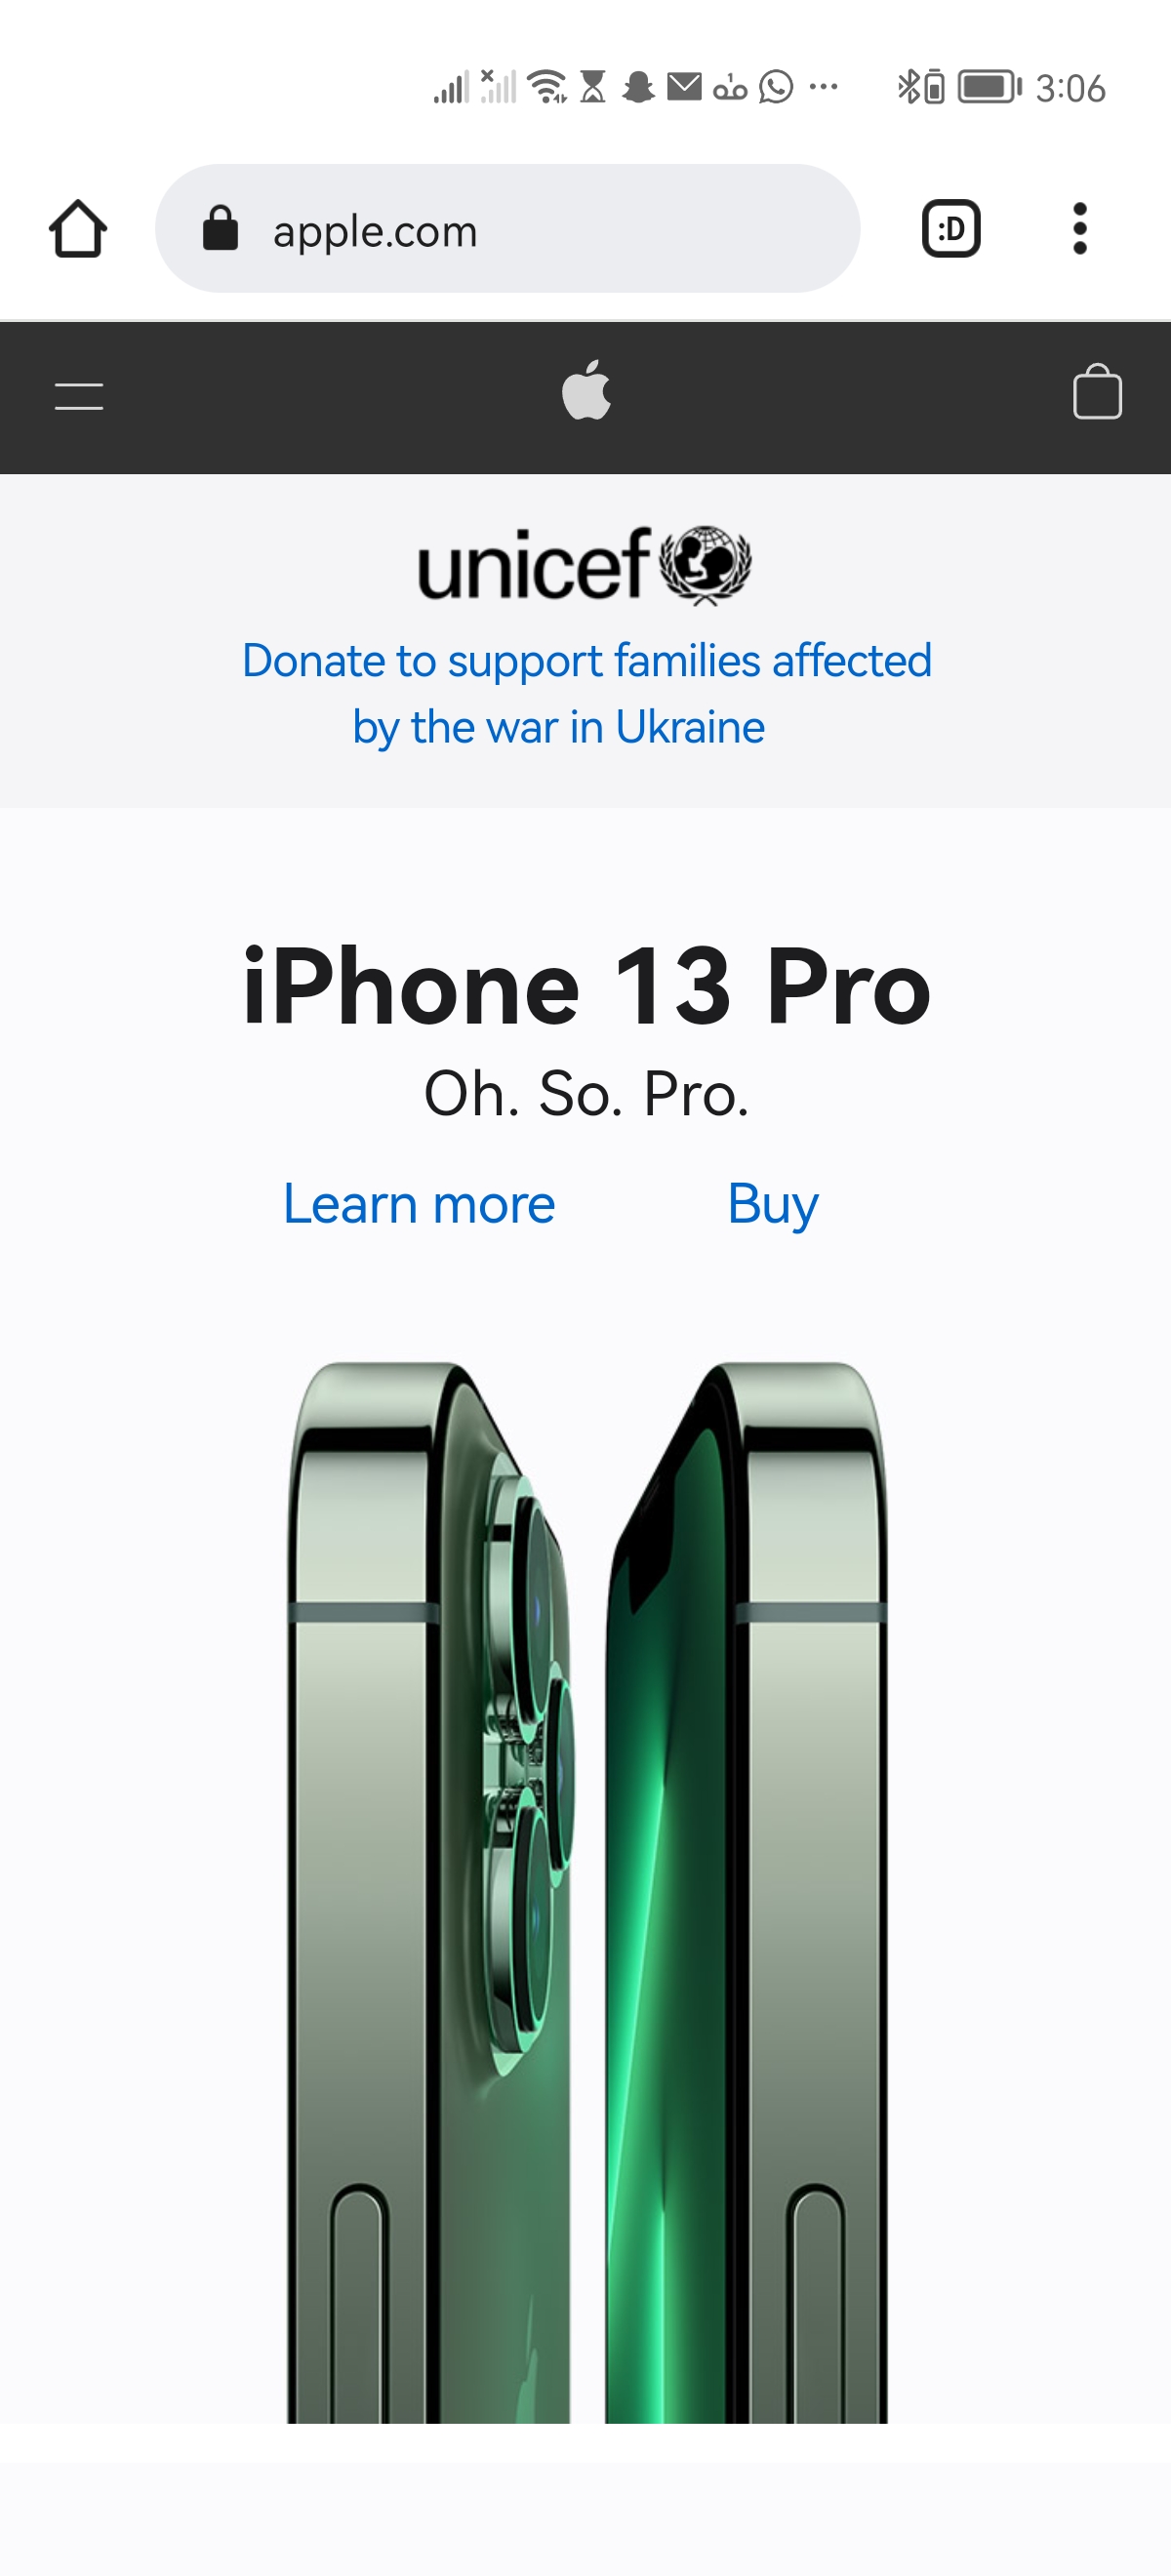 3:06
apple.com
:D
unicef
Donate to support families affected
by the war in Ukraine
iPhone 13 Pro
Oh. So. Pro.
Learn more Buy